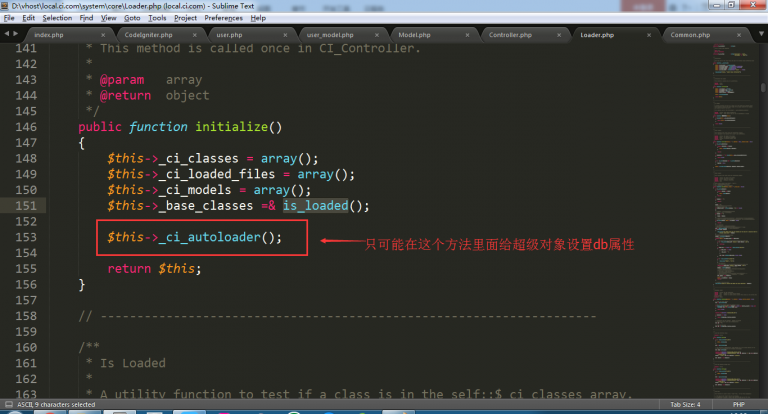 D:\vhost\local.ci.com\system\core\Loader.php (local.ci.com) - Sublime Text
File Edit Selection Find View Goto Tools Project Preferences Help
index.php CodeIgniter.php user.php user_model.php Model.php Controller.php Loader.php Common.php
141 * This method is called once in CI_Controller.
142 *
143 * @param array
144 * @return object
145 */
146 public function initialize()
147 {
148 $this->_ci_classes = array();
149 $this->_ci_loaded_files = array();
150 $this->_ci_models = array();
151 $this->_base_classes =& is_loaded();
152
153 $this->_ci_autoloader();
只可能在这个方法里面给超级对象设置db属性
154
155 return $this;
156 }
157
158 // --------------------------------------------------------------------
159
160 /**
161 * Is Loaded
162 *
163 * A utility function to test if a class is in the self::$_ci_classes array.
ASCII, 9 characters selected Tab Size: 4 PHP